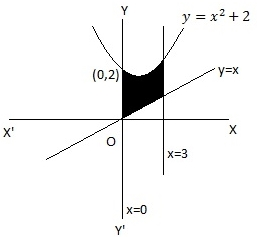 Y
y = x² + 2
(0,2)
y=x
X'
X
O
x=3
x=0
Y'